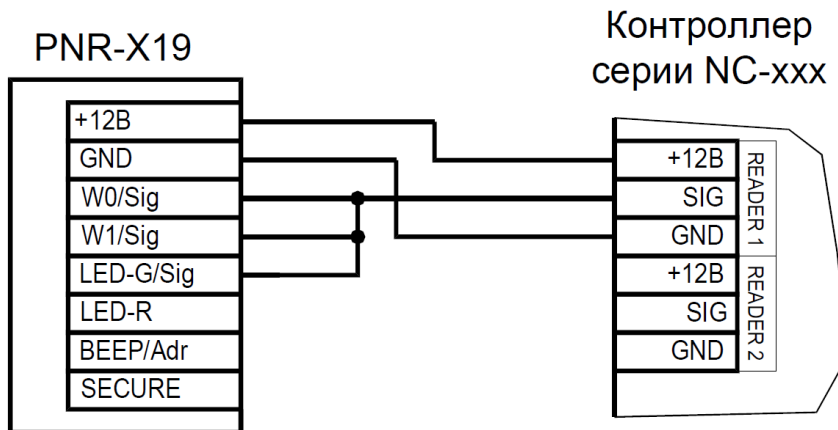 PNR-X19
+12В
GND
W0/Sig
W1/Sig
LED-G/Sig
LED-R
BEEP/Adr
SECURE
Контроллер
серии NC-xxx
+12В
SIG
GND
READER 1
+12В
SIG
GND
READER 2